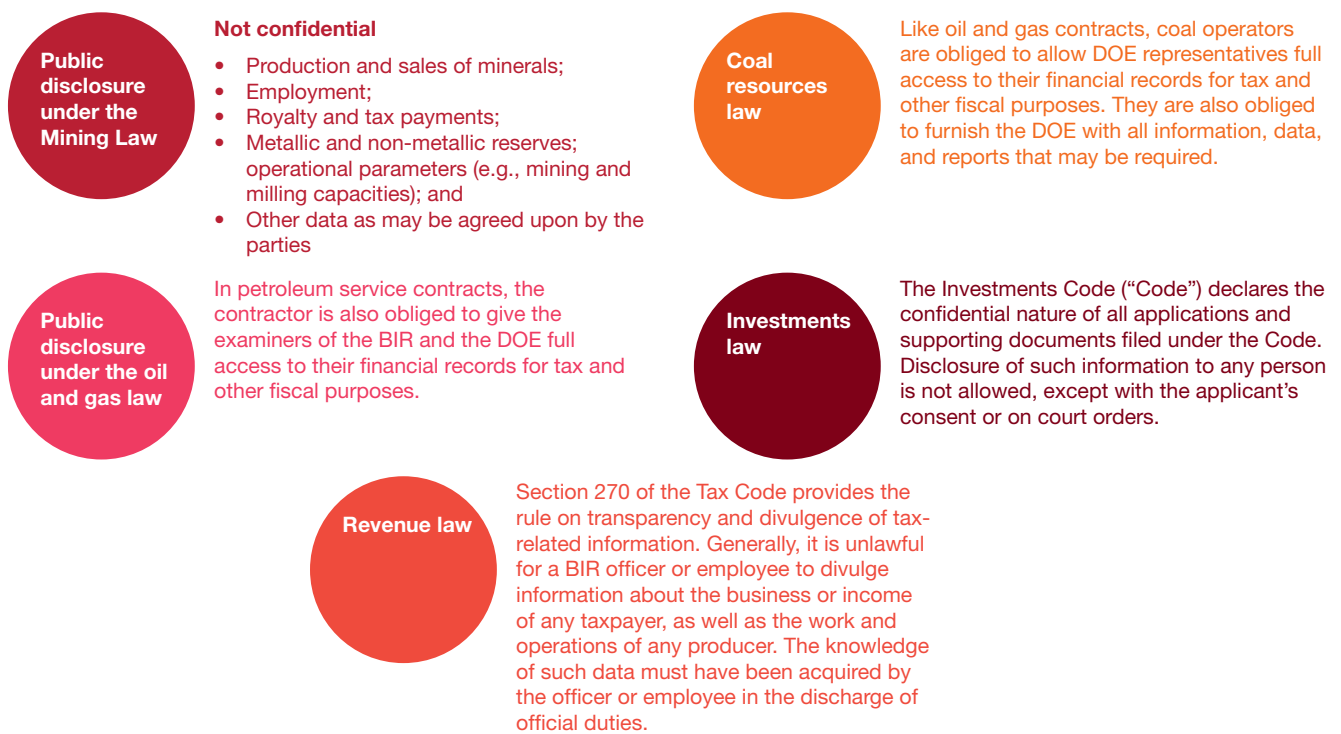 Public
disclosure
under the
Mining Law
Not confidential
• Production and sales of minerals;
• Employment;
• Royalty and tax payments;
• Metallic and non-metallic reserves;
operational parameters (e.g., mining and
milling capacities); and
• Other data as may be agreed upon by the
parties
Coal
resources
law
Like oil and gas contracts, coal operators
are obliged to allow DOE representatives full
access to their financial records for tax and
other fiscal purposes. They are also obliged
to furnish the DOE with all information, data,
and reports that may be required.
Public
disclosure
under the oil
and gas law
In petroleum service contracts, the
contractor is also obliged to give the
examiners of the BIR and the DOE full
access to their financial records for tax and
other fiscal purposes.
Investments
law
The Investments Code (“Code”) declares the
confidential nature of all applications and
supporting documents filed under the Code.
Disclosure of such information to any person
is not allowed, except with the applicant’s
consent or on court orders.
Revenue law
Section 270 of the Tax Code provides the
rule on transparency and divulgence of tax-
related information. Generally, it is unlawful
for a BIR officer or employee to divulge
information about the business or income
of any taxpayer, as well as the work and
operations of any producer. The knowledge
of such data must have been acquired by
the officer or employee in the discharge of
official duties.